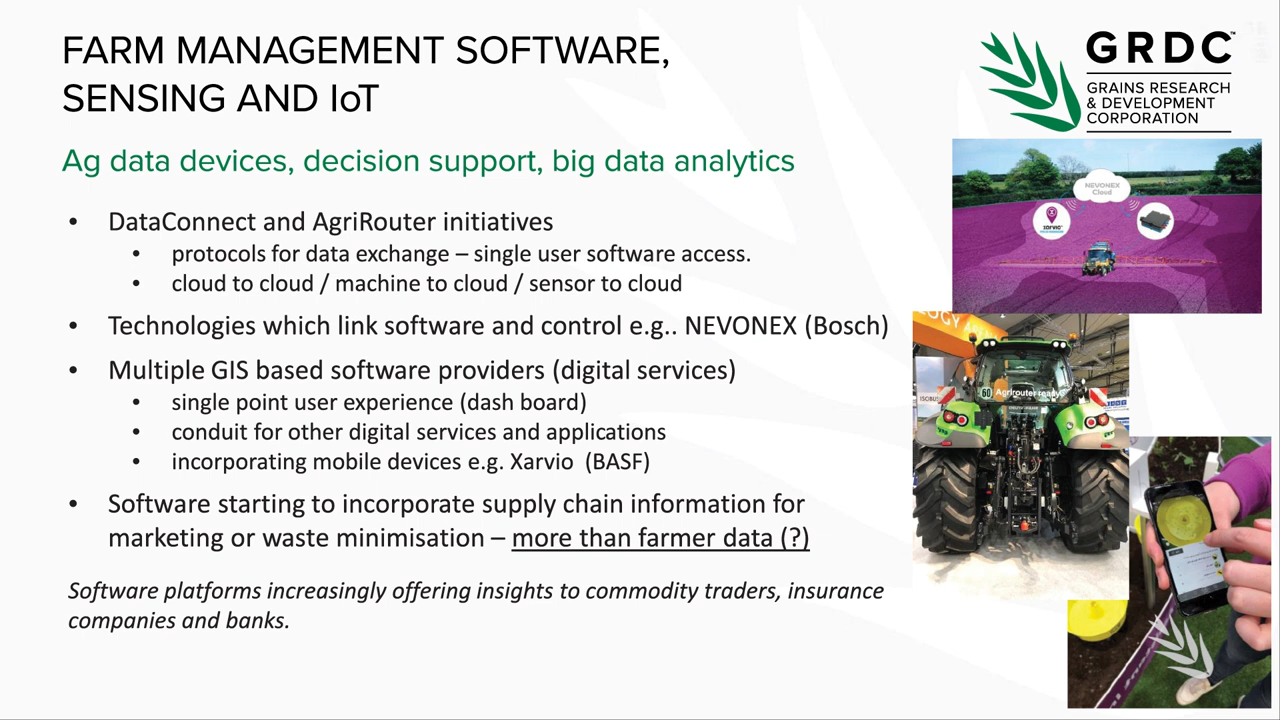 FARM MANAGEMENT SOFTWARE,
SENSING AND IoT
GRDC™
GRAINS RESEARCH
& DEVELOPMENT
CORPORATION
Ag data devices, decision support, big data analytics
• DataConnect and AgriRouter initiatives
• protocols for data exchange – single user software access.
• cloud to cloud / machine to cloud / sensor to cloud
• Technologies which link software and control e.g.. NEVONEX (Bosch)
• Multiple GIS based software providers (digital services)
• single point user experience (dash board)
• conduit for other digital services and applications
• incorporating mobile devices e.g. Xarvio (BASF)
• Software starting to incorporate supply chain information for
marketing or waste minimisation – more than farmer data (?)
Software platforms increasingly offering insights to commodity traders, insurance
companies and banks.
NEVONEX
Cloud
xarvio
ISOBUS
60
Agrirouter ready